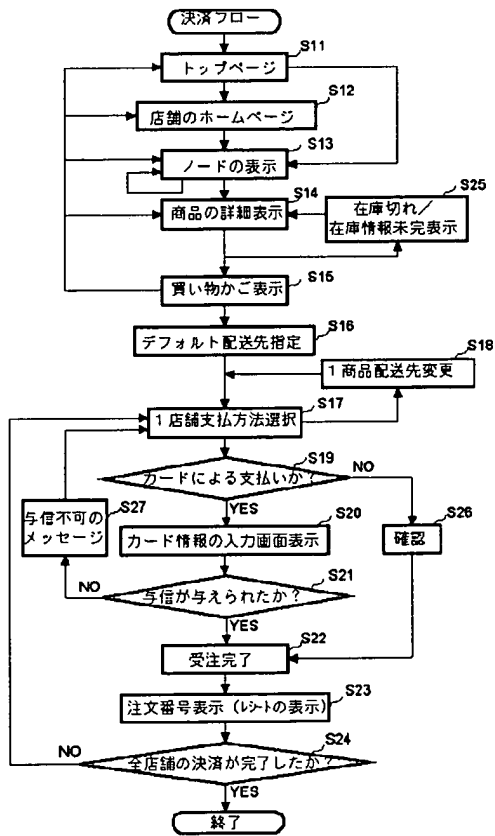 決済フロー
S11
トップページ
S12
店舗のホームページ
S13
ノードの表示
S14
商品の詳細表示
S25
在庫切れ／
在庫情報未完表示
S15
買い物かご表示
S16
デフォルト配送先指定
S18
1 商品配送先変更
S17
1 店舗支払方法選択
S19
カードによる支払いか？
NO
YES
S27
与信不可の
メッセージ
S20
カード情報の入力画面表示
S26
確認
S21
与信が与えられたか？
NO
YES
S22
受注完了
S23
注文番号表示（ﾚｼｰﾄの表示）
S24
全店舗の決済が完了したか？
NO
YES
終了